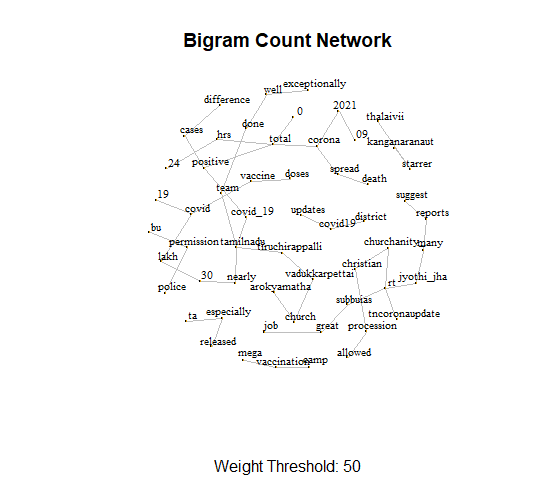 Bigram Count Network
exceptionally
well
difference
2021
0
thalaivii
done
cases
hrs
09
total
corona
kanganaranaut
24
positive
starrer
spread
vaccine
doses
death
team
19
suggest
covid
covid_19
updates
district
reports
covid19
bu
permission
tamilnadu
tiruchirappalli
churchanity
many
lakh
christian
30
nearly
vadukkarpettai
rt
jyothi_jha
police
arokyamatha
subbuias
ta
especially
church
tncoronaupdate
job
great
procession
released
mega
allowed
vaccination
camp
Weight Threshold: 50